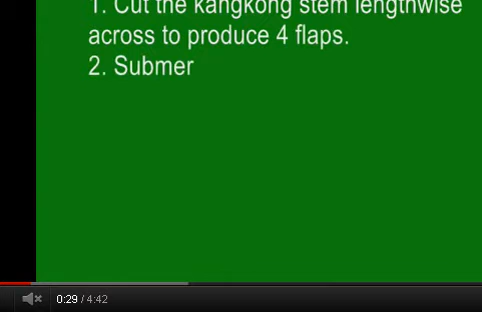 1. Cut the kangkong stem lengthwise
across to produce 4 flaps.
2. Submer
0:29 / 4:42